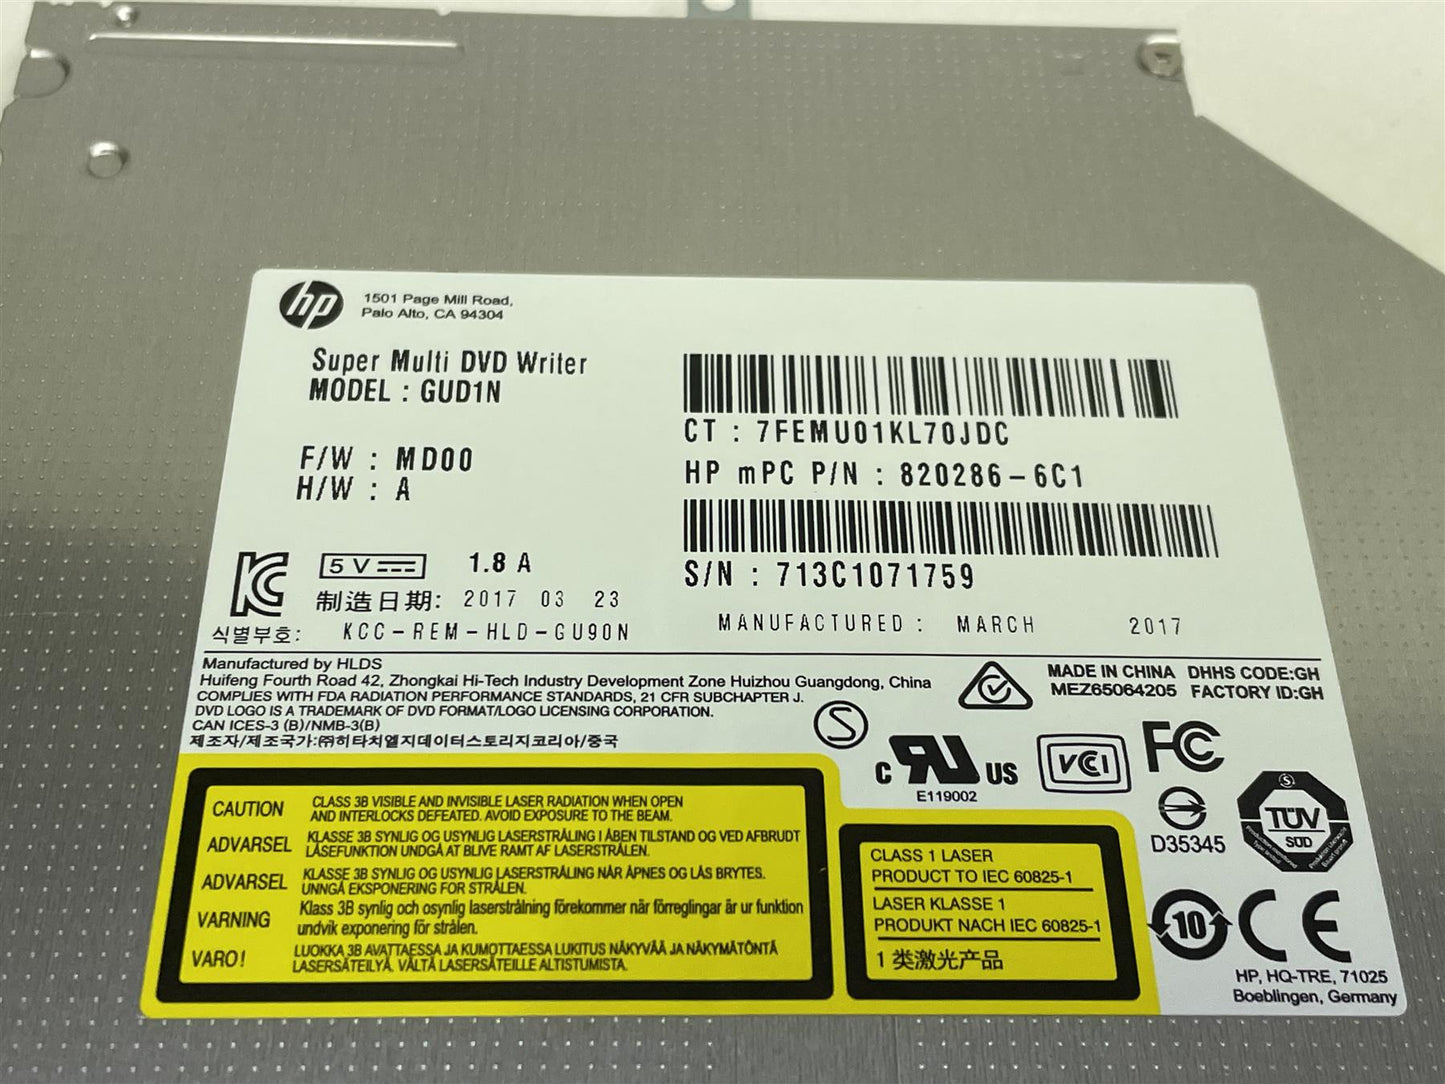 hp
1501 Page Mill Road,
Palo Alto, CA 94304
Super Multi DVD Writer
MODEL : GUD1N
F/W : MD00
H/W : A
CT : 7FEMU01KL70JDC
HP mPC P/N : 820286-6C1
S/N : 713C1071759
MANUFACTURED : MARCH 2017
5 V 1.8 A
制造日期: 2017 03 23
식별부호: KCC-REM-HLD-GU90N
Manufactured by HLDS
Huifeng Fourth Road 42, Zhongkai Hi-Tech Industry Development Zone Huizhou Guangdong, China
COMPLIES WITH FDA RADIATION PERFORMANCE STANDARDS, 21 CFR SUBCHAPTER J.
DVD LOGO IS A TRADEMARK OF DVD FORMAT/LOGO LICENSING CORPORATION.
CAN ICES-3 (B)/NMB-3(B)
제조자/제조국가:㈜히타치엘지데이터스토리지코리아/중국
MADE IN CHINA DHHS CODE:GH
MEZ65064205 FACTORY ID:GH
S
c RU US
E119002
VCI
FC
D35345
S
TÜV
SÜD
CAUTION CLASS 3B VISIBLE AND INVISIBLE LASER RADIATION WHEN OPEN
AND INTERLOCKS DEFEATED. AVOID EXPOSURE TO THE BEAM.
ADVARSEL KLASSE 3B SYNLIG OG USYNLIG LASERSTRÅLING I ÅBEN TILSTAND OG VED AFBRUDT
LÅSEFUNKTION UNDGÅ AT BLIVE RAMT AF LASERSTRÅLEN.
ADVARSEL KLASSE 3B SYNLIG OG USYNLIG LASERSTRÅLING NÅR ÅPNES OG LÅS BRYTES.
UNNGÅ EKSPONERING FOR STRÅLEN.
VARNING Klass 3B synlig och osynlig laserstrålning förekommer når förreglingar år ur funktion
undvik exponering för strålen.
VARO! LUOKKA 3B AVATTAESSA JA KUMOTTAESSA LUKITUS NÄKYVÄÄ JA NÄKYMÄTÖNTÄ
LASERSÄTEILYÄ, VÄLTÄ LASERSÄTEILLE ALTISTUMISTA.
CLASS 1 LASER
PRODUCT TO IEC 60825-1
LASER KLASSE 1
PRODUKT NACH IEC 60825-1
1 类激光产品
10
CE
HP, HQ-TRE, 71025
Boeblingen, Germany